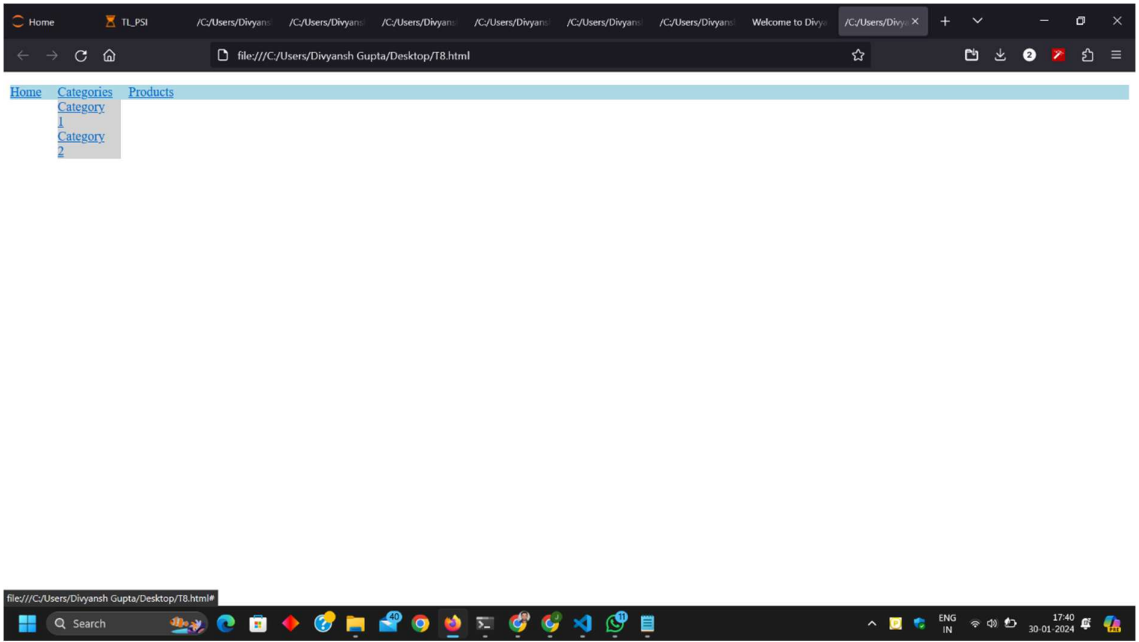 Home TL_PSI /C:/Users/Divyans /C:/Users/Divyans /C:/Users/Divyans /C:/Users/Divyans /C:/Users/Divyans /C:/Users/Divyans Welcome to Divya /C:/Users/Divya
file:///C:/Users/Divyansh Gupta/Desktop/T8.html 2
Home Categories Products
Category
1
Category
2
file:///C:/Users/Divyansh Gupta/Desktop/T8.html#
Search 40 11 ENG 17:40
IN 30-01-2024